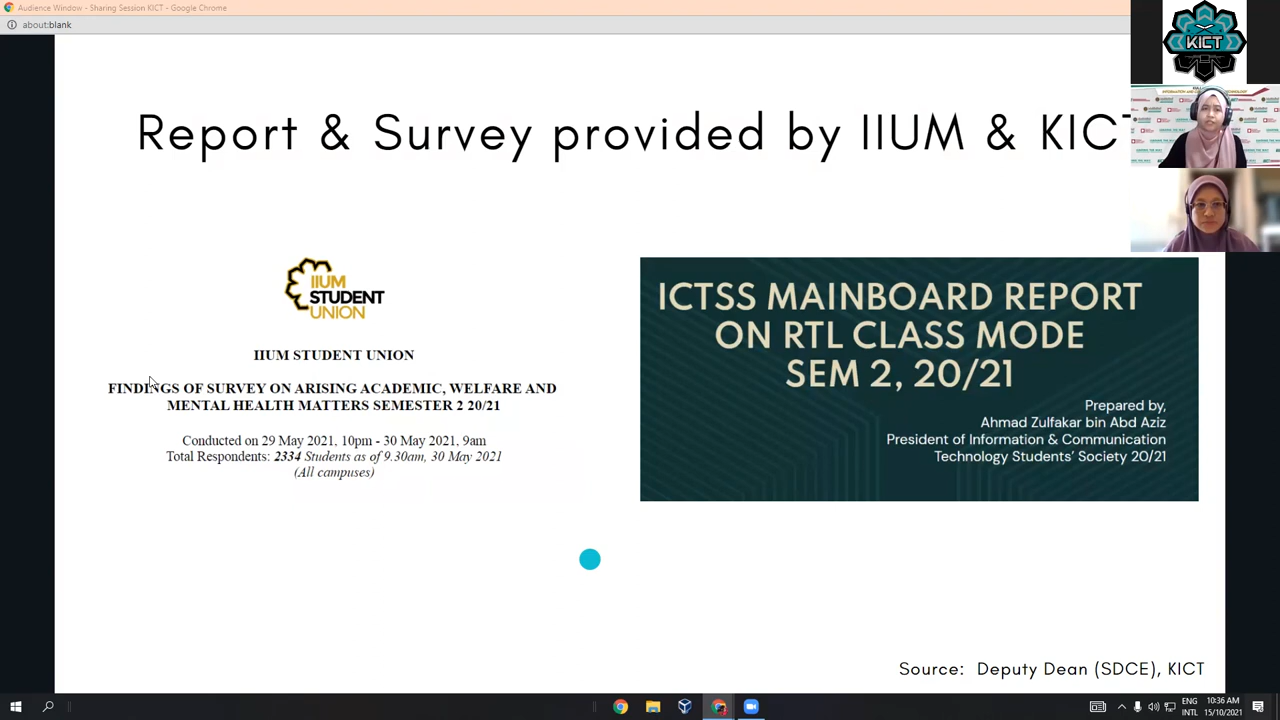 Audience Window - Sharing Session KICT - Google Chrome
about:blank
KICT
Report & Survey provided by IIUM & KICT
IIUM
STUDENT
UNION
IIUM STUDENT UNION
FINDINGS OF SURVEY ON ARISING ACADEMIC, WELFARE AND
MENTAL HEALTH MATTERS SEMESTER 2 20/21
Conducted on 29 May 2021, 10pm - 30 May 2021, 9am
Total Respondents: 2334 Students as of 9.30am, 30 May 2021
(All campuses)
ICTSS MAINBOARD REPORT
ON RTL CLASS MODE
SEM 2, 20/21
Prepared by,
Ahmad Zulfakar bin Abd Aziz
President of Information & Communication
Technology Students' Society 20/21
Source: Deputy Dean (SDCE), KICT
ENG
INTL
10:36 AM
15/10/2021